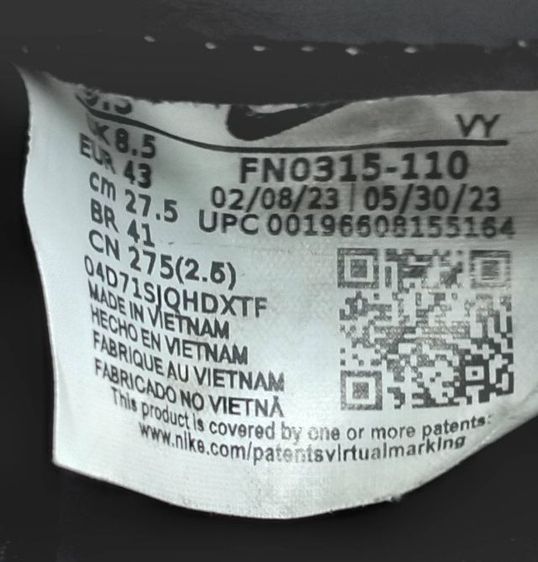 9.5
UK 8.5
EUR 43
cm 27.5
BR 41
CN 275(2.5)
04D71SJQHDXTF
MADE IN VIETNAM
HECHO EN VIETNAM
FABRIQUE AU VIETNAM
FABRICADO NO VIETNÃ
VY
FN0315-110
02/08/23 | 05/30/23
UPC 00196608155164
This product is covered by one or more patents:
www.nike.com/patentsvirtualmarking